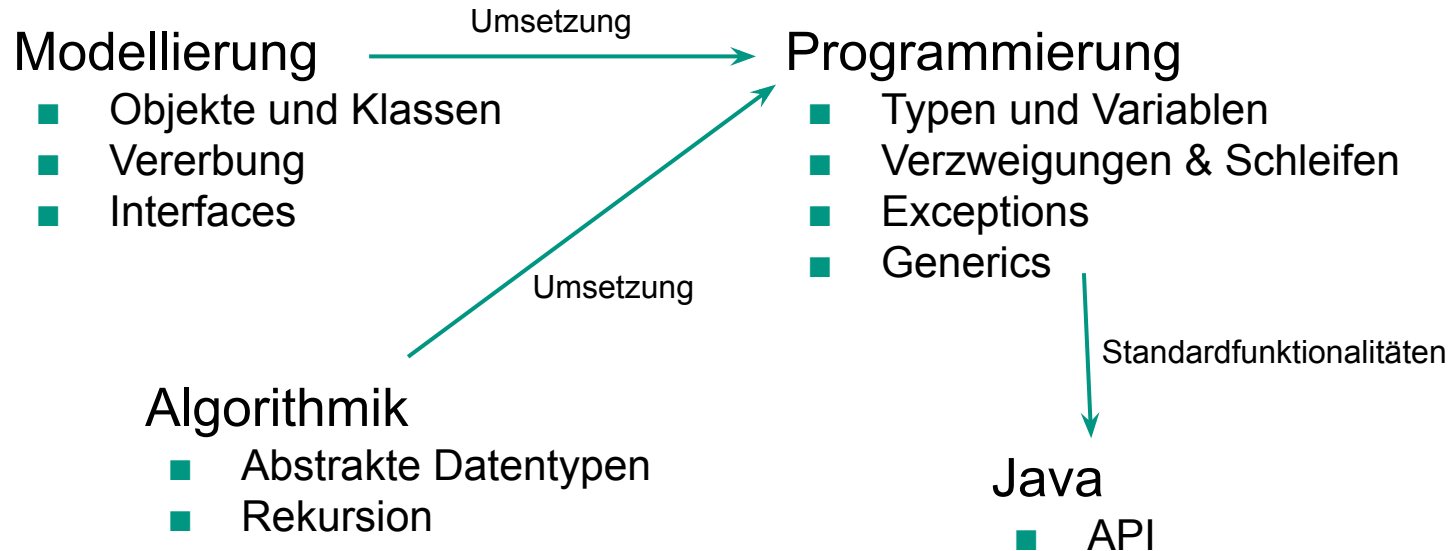 Umsetzung
Modellierung
Objekte und Klassen
Vererbung
Interfaces
Programmierung
Typen und Variablen
Verzweigungen & Schleifen
Exceptions
Generics
Umsetzung
Standardfunktionalitäten
Algorithmik
Abstrakte Datentypen
Rekursion
Java
API